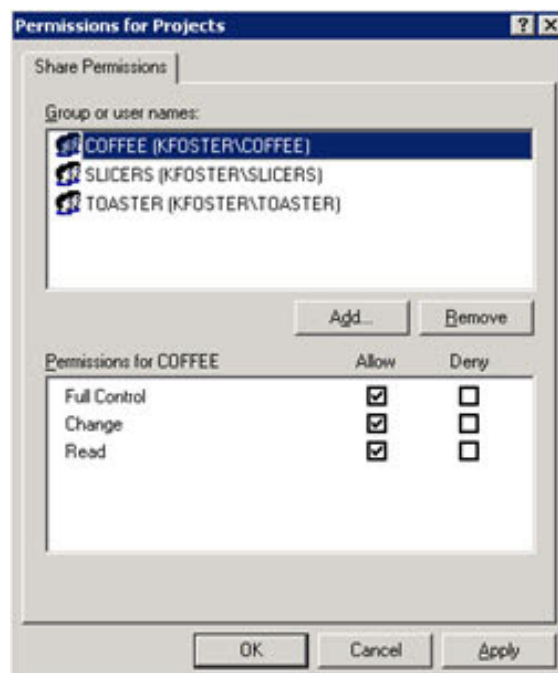 Permissions for Projects
Share Permissions
Group or user names:
COFFEE (KFOSTER\COFFEE)
SLICERS (KFOSTER\SLICERS)
TOASTER (KFOSTER\TOASTER)
Add... Remove
Permissions for COFFEE Allow Deny
Full Control
Change
Read
OK Cancel Apply